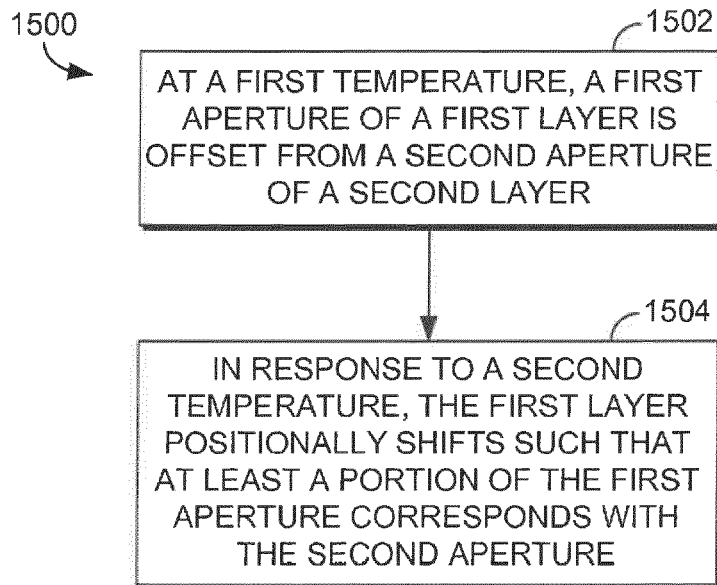 1500
1502
AT A FIRST TEMPERATURE, A FIRST
APERTURE OF A FIRST LAYER IS
OFFSET FROM A SECOND APERTURE
OF A SECOND LAYER
1504
IN RESPONSE TO A SECOND
TEMPERATURE, THE FIRST LAYER
POSITIONALLY SHIFTS SUCH THAT
AT LEAST A PORTION OF THE FIRST
APERTURE CORRESPONDS WITH
THE SECOND APERTURE